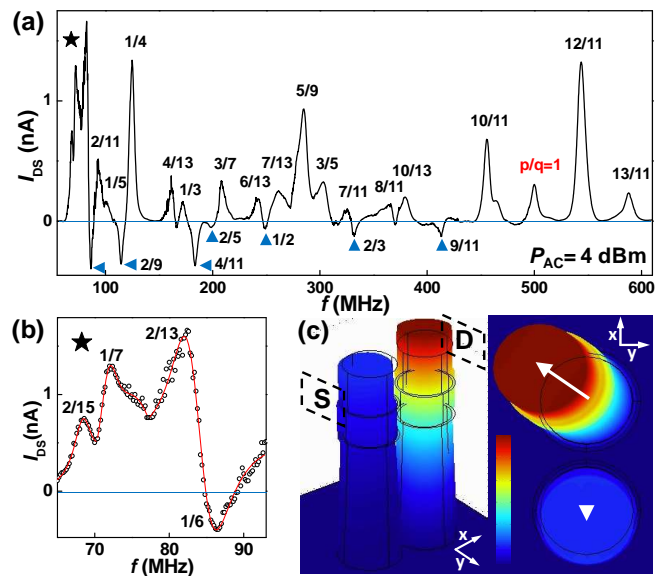 (a)
★
1/4
2/11
1/5
2/9
4/13
1/3
4/11
3/7
2/5
6/13
1/2
7/13
5/9
3/5
7/11
2/3
8/11
10/13
9/11
10/11
p/q=1
12/11
13/11
P_AC= 4 dBm
I_DS (nA)
1
0
100 200 300 400 500 600
f (MHz)
(b)
★
2/15
1/7
2/13
1/6
I_DS(nA)
1
0
70 80 90
f (MHz)
(c)
S
D
x
y
x
y